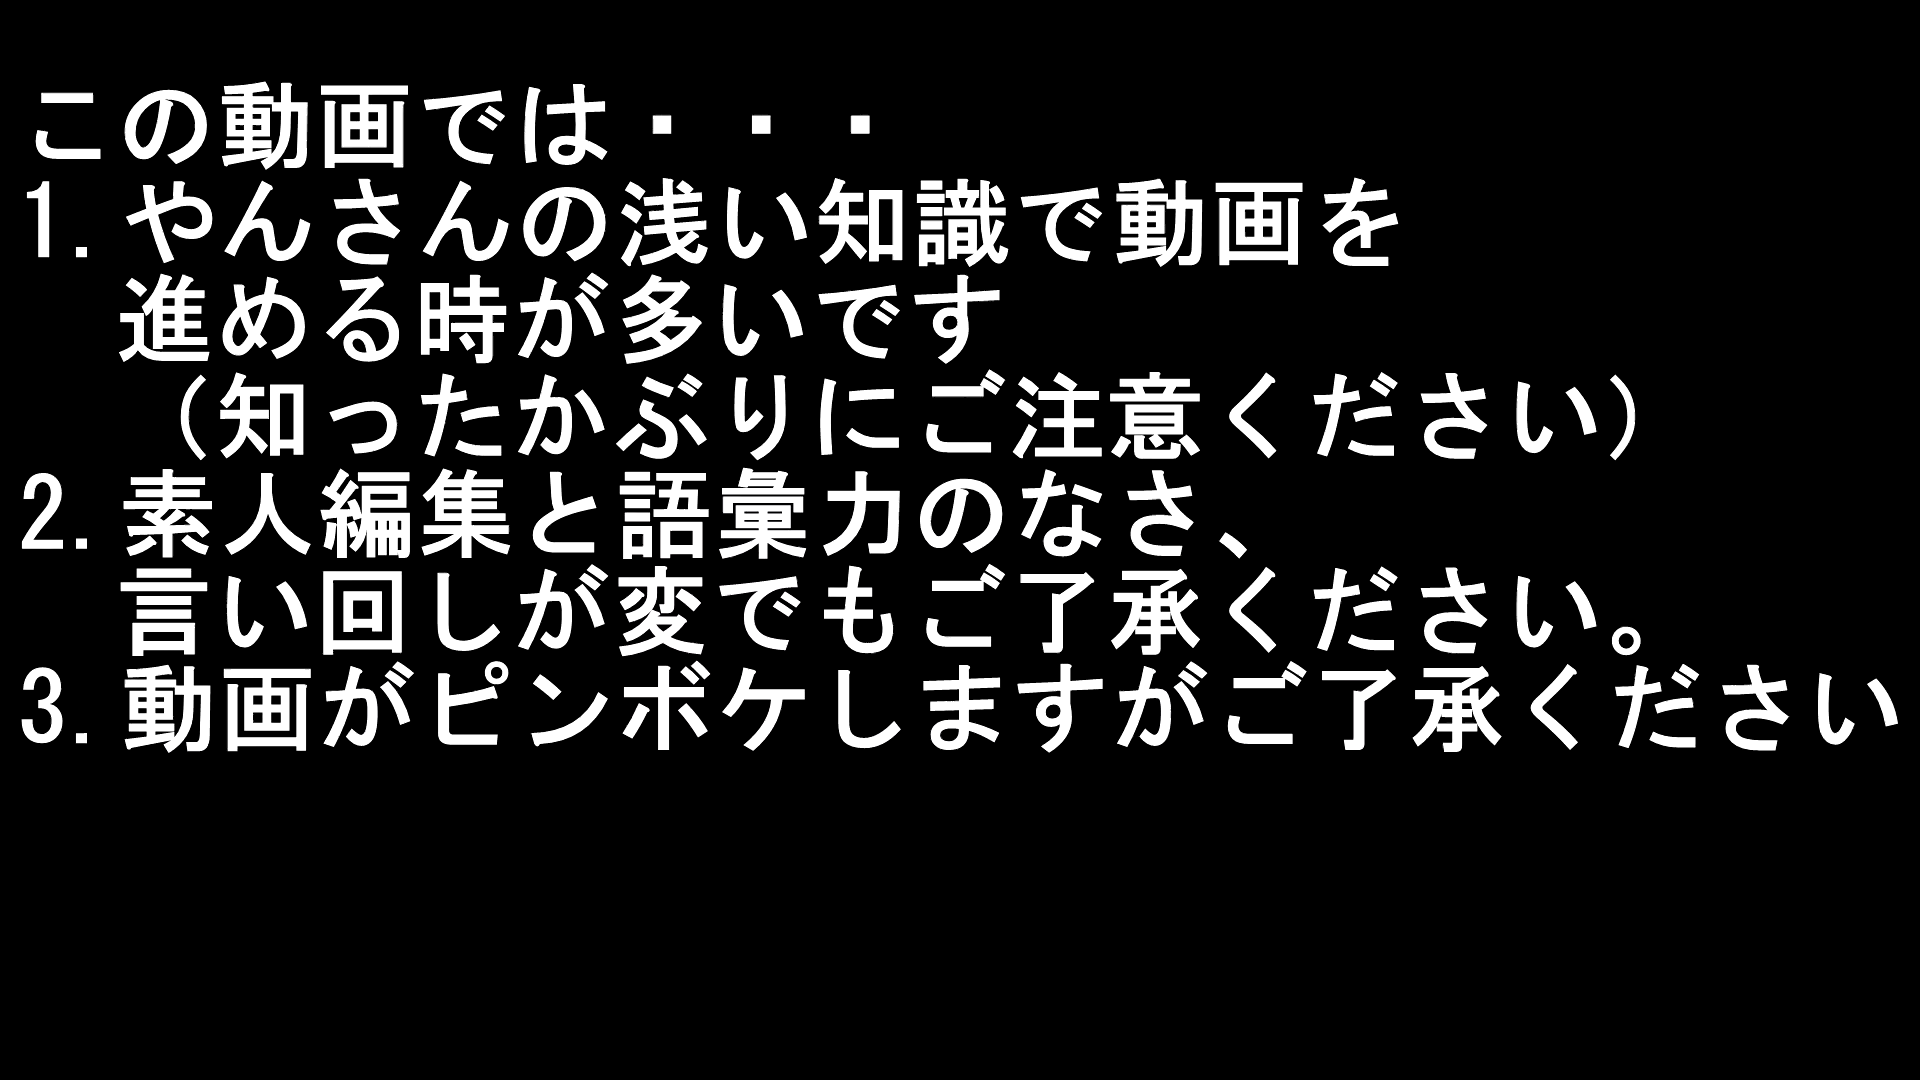 この動画では・・・
1.やんさんの浅い知識で動画を
進める時が多いです
（知ったかぶりにご注意ください）
2.素人編集と語彙力のなさ、
言い回しが変でもご了承ください。
3.動画がピンボケしますがご了承ください